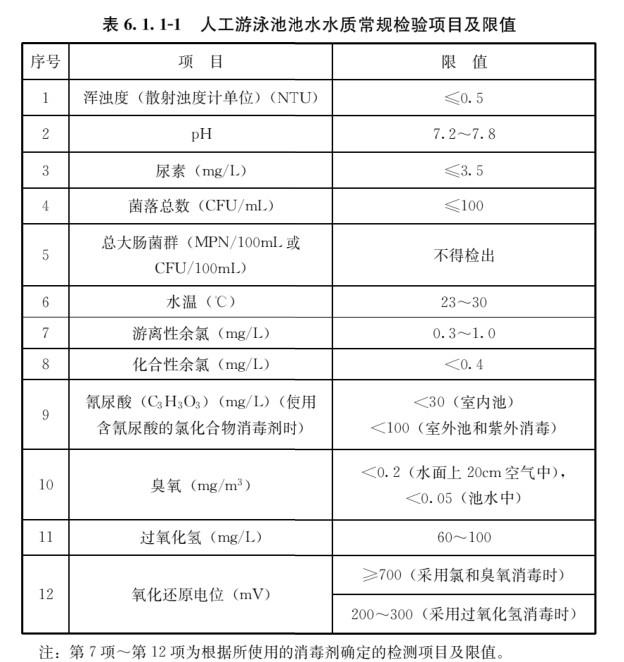 表 6.1.1-1 人工游泳池池水水质常规检验项目及限值
序号 项 目 限 值
1 浑浊度（散射浊度计单位）(NTU) ≤0.5
2 pH 7.2～7.8
3 尿素（mg/L） ≤3.5
4 菌落总数（CFU/mL） ≤100
5 总大肠菌群（MPN/100mL 或
CFU/100mL） 不得检出
6 水温（℃） 23～30
7 游离性余氯（mg/L） 0.3～1.0
8 化合性余氯（mg/L） <0.4
9 氰尿酸（C₃H₃O₃）(mg/L)（使用
含氰尿酸的氯化合物消毒剂时） <30（室内池）
<100（室外池和紫外消毒）
10 臭氧（mg/m³） <0.2（水面上 20cm 空气中），
<0.05（池水中）
11 过氧化氢（mg/L） 60～100
12 氧化还原电位（mV） ≥700（采用氯和臭氧消毒时）
200～300（采用过氧化氢消毒时）
注：第 7 项～第 12 项为根据所使用的消毒剂确定的检测项目及限值。